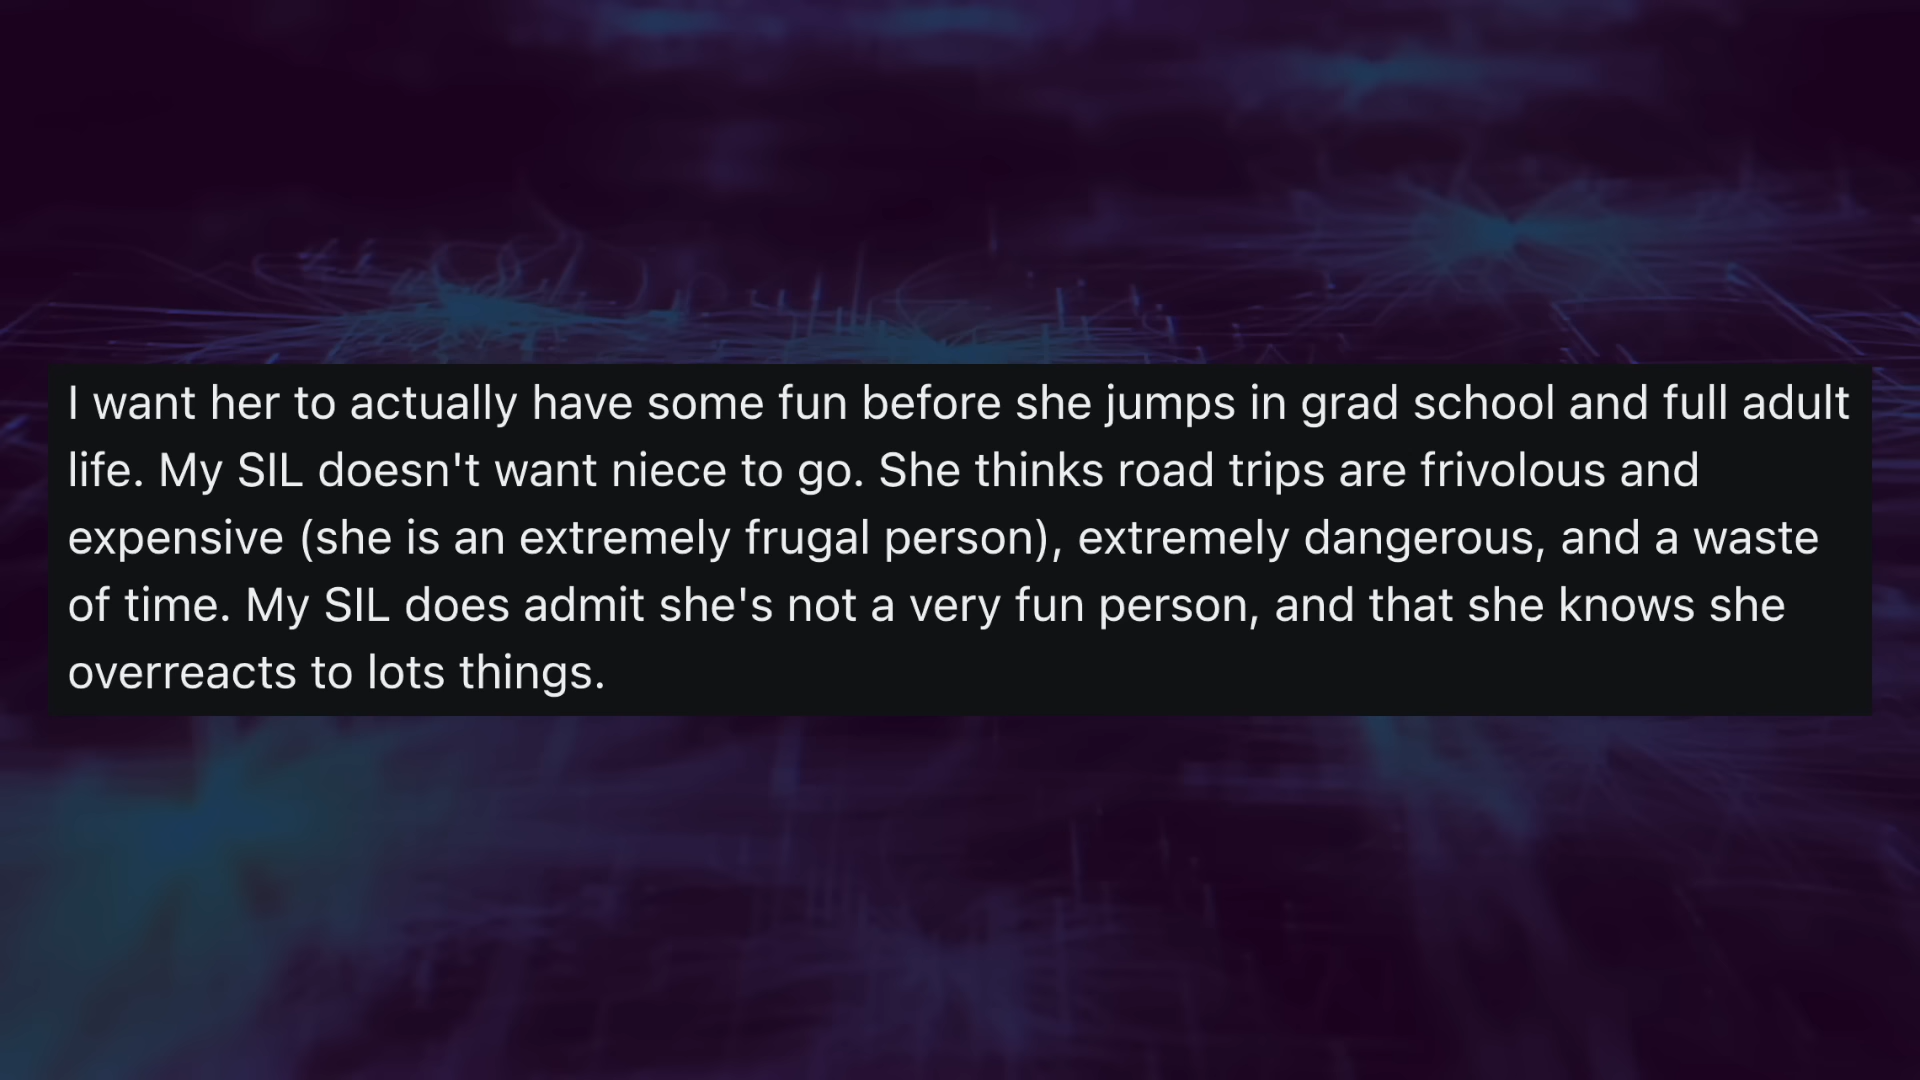 I want her to actually have some fun before she jumps in grad school and full adult
life. My SIL doesn't want niece to go. She thinks road trips are frivolous and
expensive (she is an extremely frugal person), extremely dangerous, and a waste
of time. My SIL does admit she's not a very fun person, and that she knows she
overreacts to lots things.